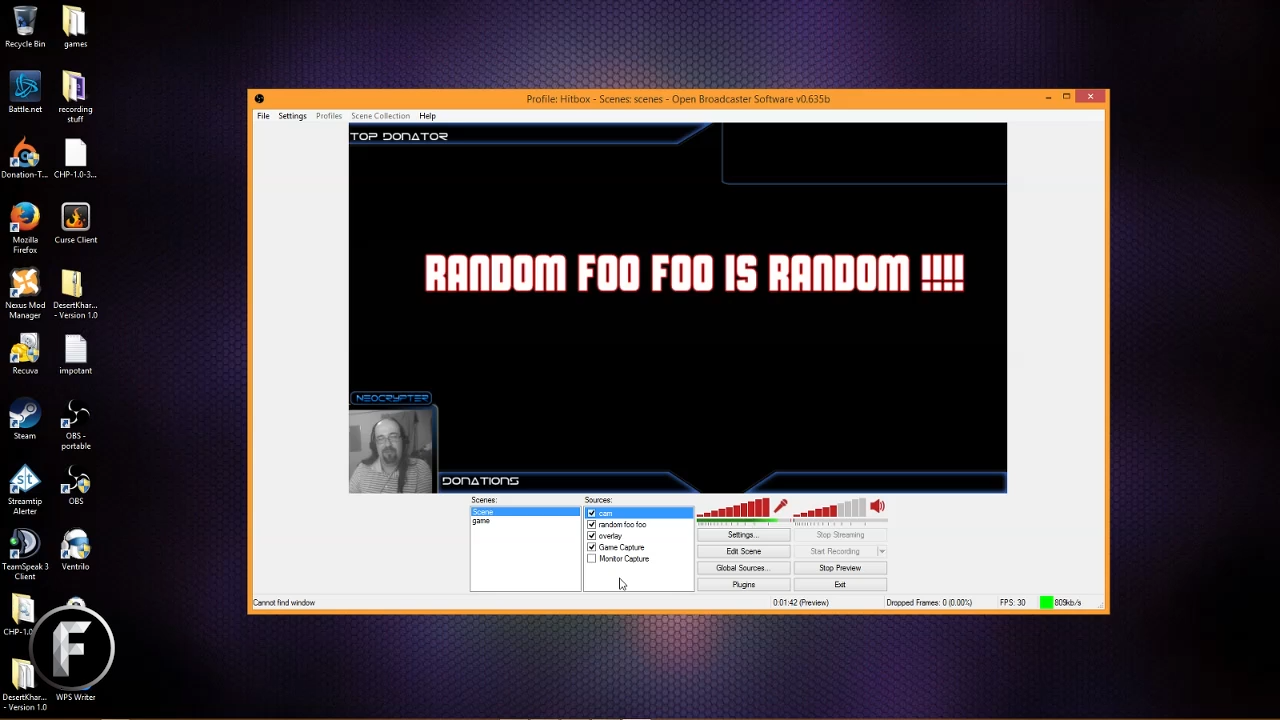 Recycle Bin
games
Battle.net
recording
stuff
Donation-T...
CHP-1.0-3...
Mozilla
Firefox
Curse Client
Nexus Mod
Manager
DesertKhar...
- Version 1.0
Recuva
impotant
Steam
OBS -
portable
Streamtip
Alerter
OBS
TeamSpeak 3
Client
Ventrilo
CHP-1.0
F
DesertKhar...
- Version 1.0
WPS Writer
Profile: Hitbox - Scenes: scenes - Open Broadcaster Software v0.635b
File Settings Profiles Scene Collection Help
TOP DONATOR
RANDOM FOO FOO IS RANDOM !!!!
NEOCRYPTER
DONATIONS
Scenes:
Scene
game
Sources:
cam
random foo foo
overlay
Game Capture
Monitor Capture
Settings...
Stop Streaming
Edit Scene
Start Recording
Global Sources...
Stop Preview
Plugins
Exit
Cannot find window
0:01:42 (Preview)
Dropped Frames: 0 (0.00%)
FPS: 30
809kb/s